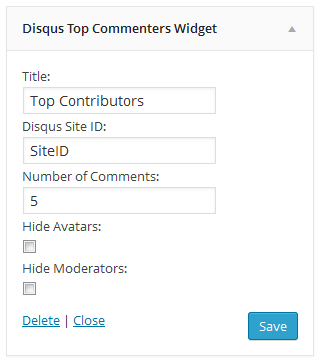 Disqus Top Commenters Widget
Title:
Top Contributors
Disqus Site ID:
SiteID
Number of Comments:
5
Hide Avatars:
Hide Moderators:
Delete | Close
Save